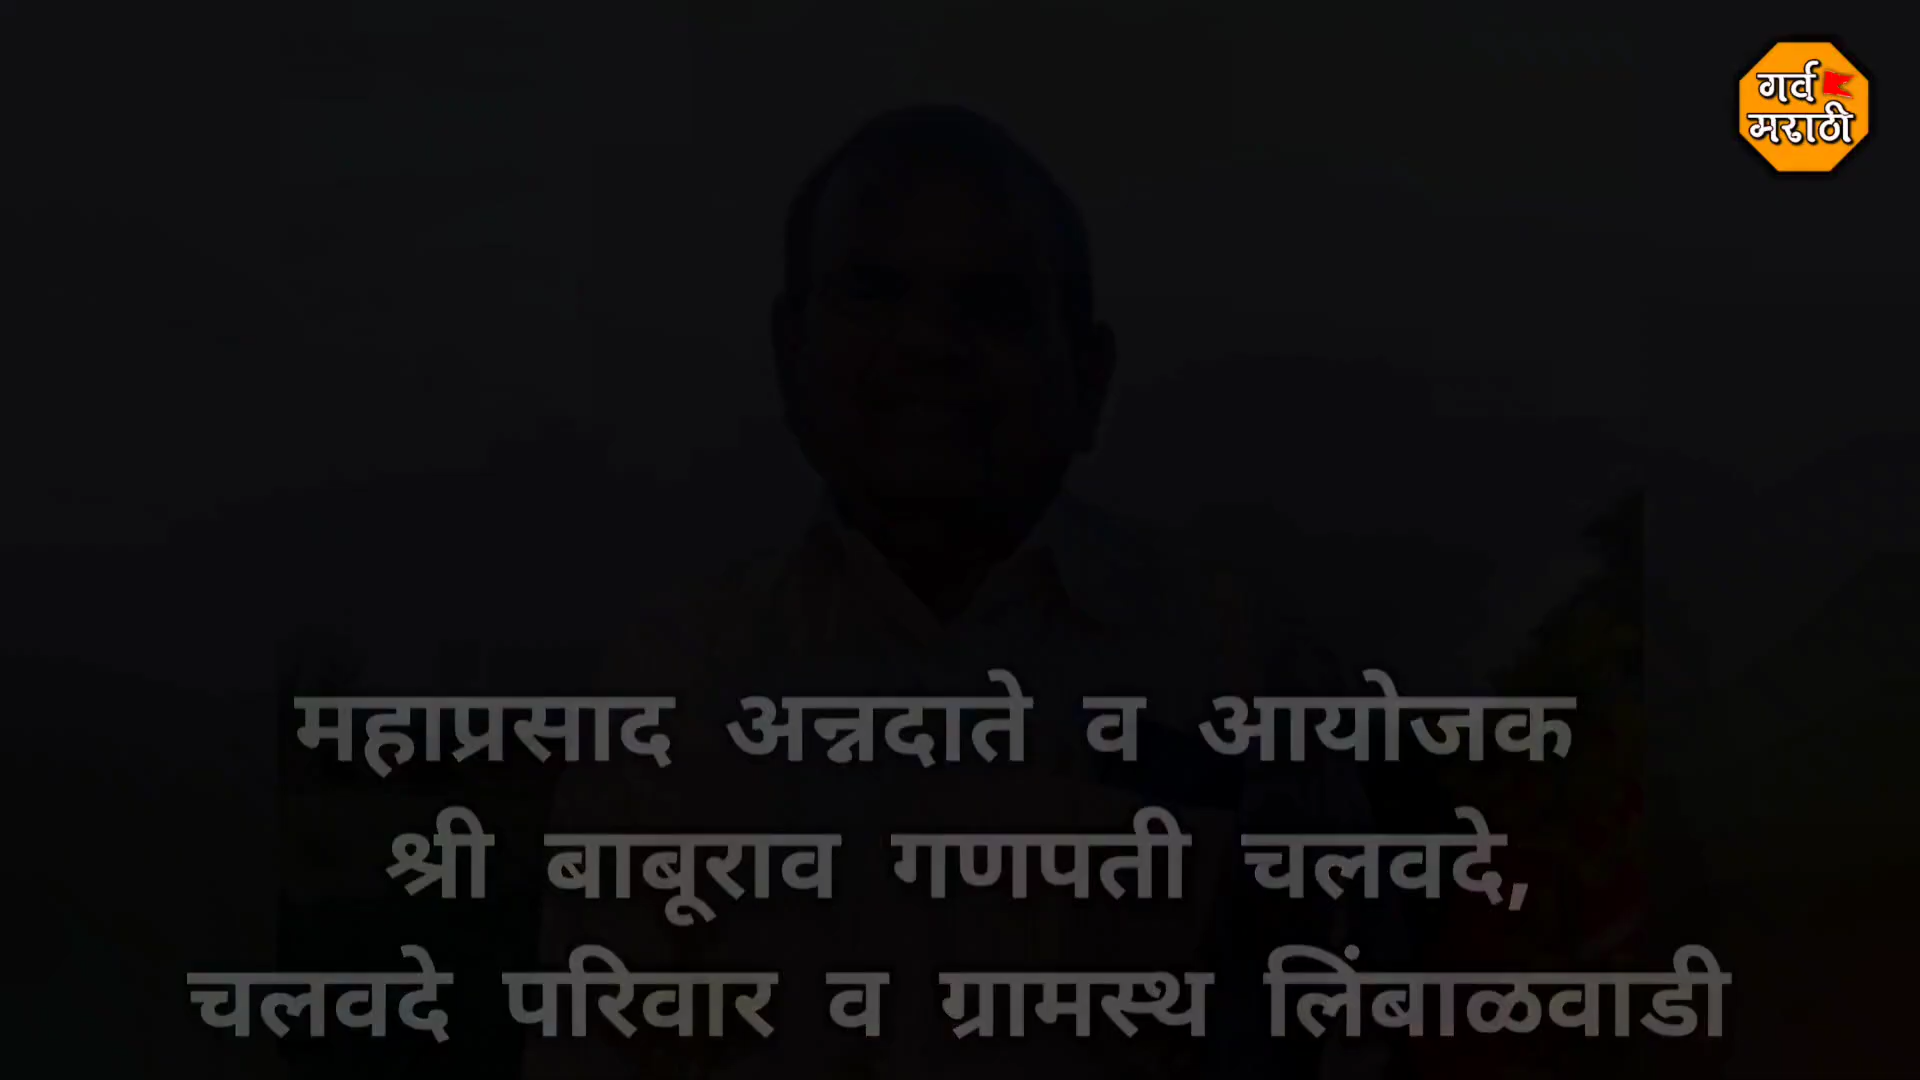 गर्व
मराठी
महाप्रसाद अन्नदाते व आयोजक
श्री बाबूराव गणपती चलवदे,
चलवदे परिवार व ग्रामस्थ लिंबाळवाडी